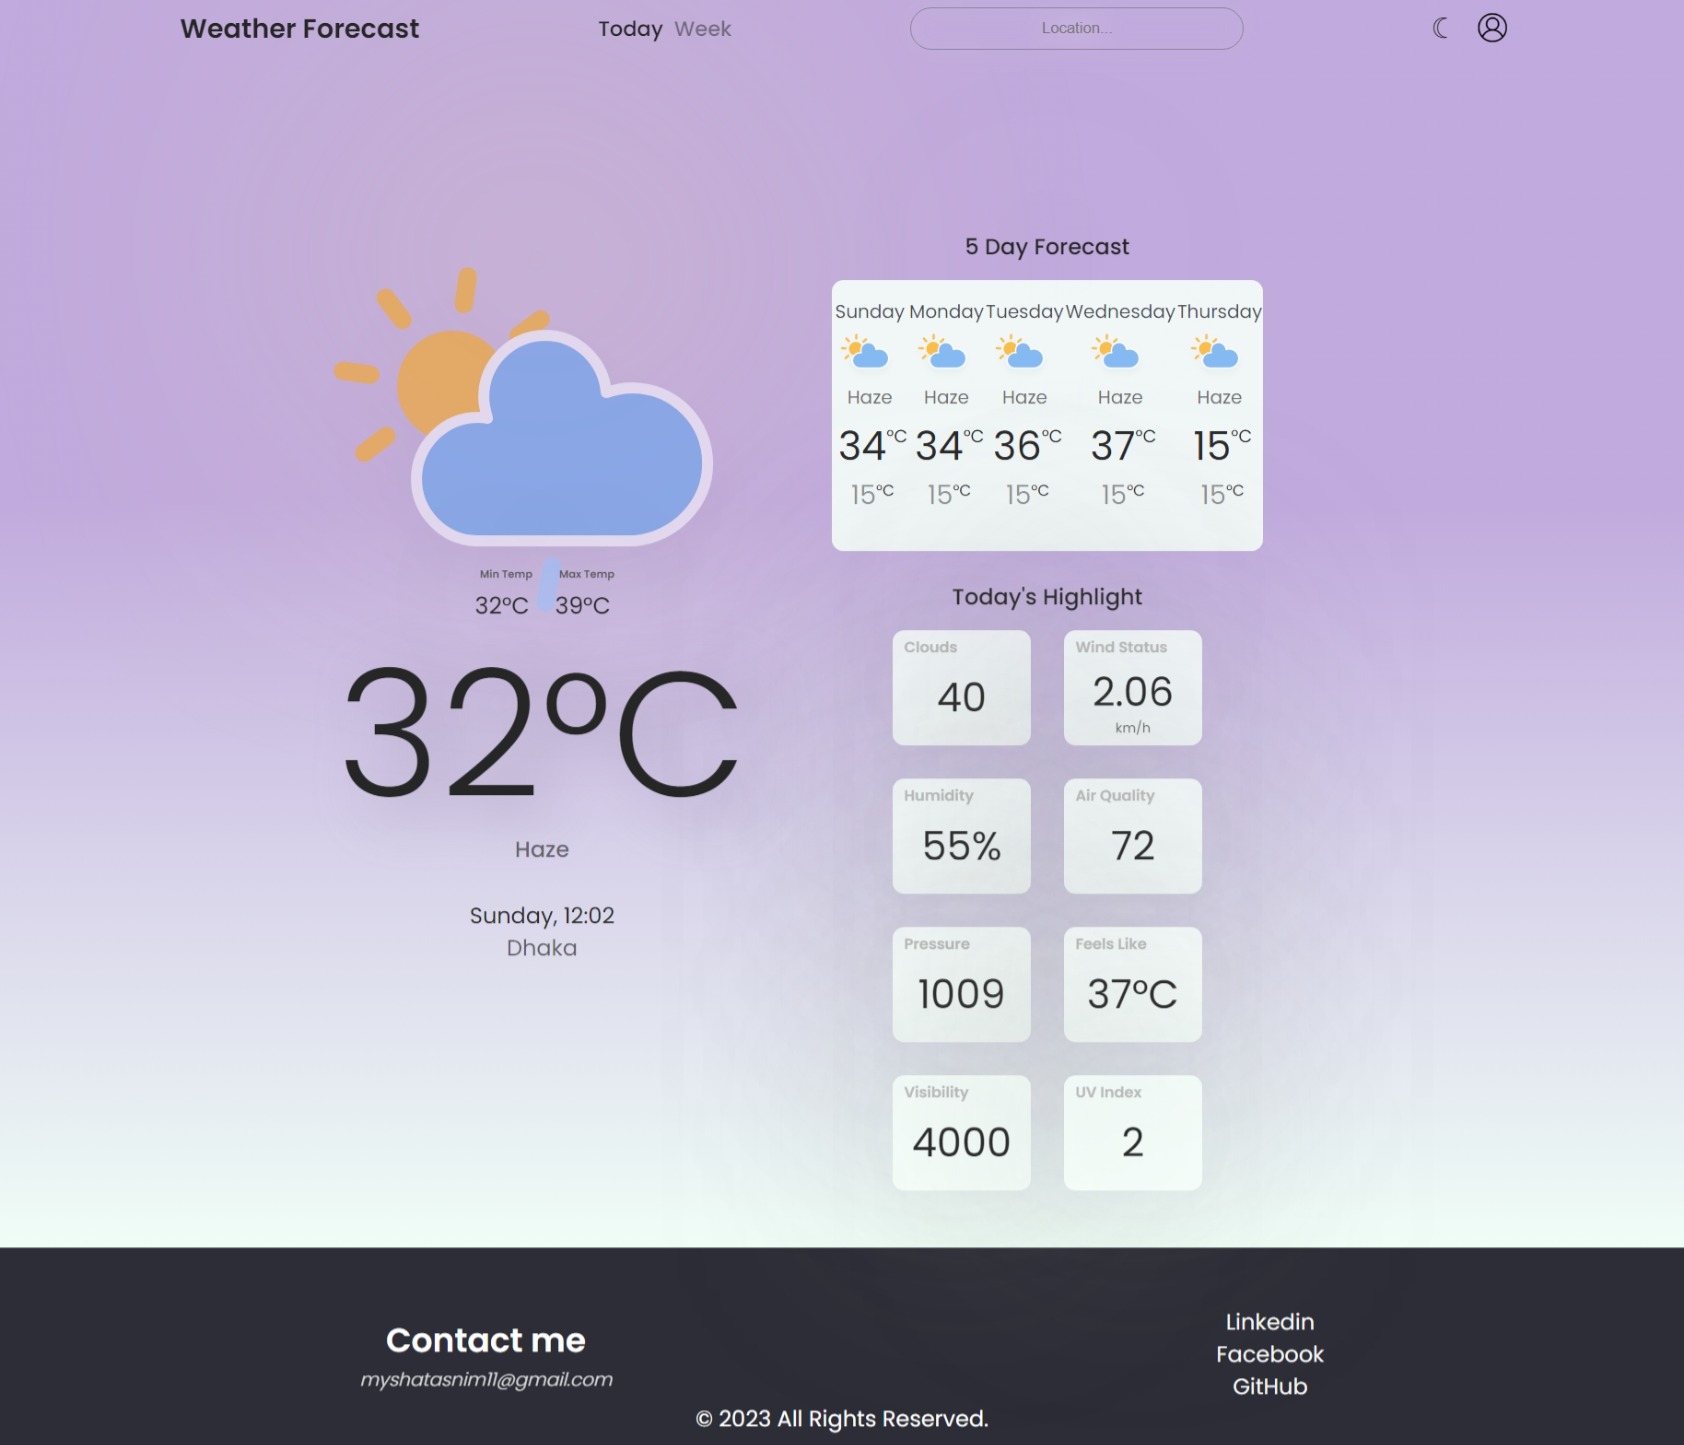 Weather Forecast
Today Week
Location...
Min Temp Max Temp
32°C 39°C
32°C
Haze
Sunday, 12:02
Dhaka
5 Day Forecast
Sunday Monday Tuesday Wednesday Thursday
Haze Haze Haze Haze Haze
34°C 34°C 36°C 37°C 15°C
15°C 15°C 15°C 15°C 15°C
Today's Highlight
Clouds
40
Wind Status
2.06
km/h
Humidity
55%
Air Quality
72
Pressure
1009
Feels Like
37°C
Visibility
4000
UV Index
2
Contact me
myshatasnim11@gmail.com
Linkedin
Facebook
GitHub
© 2023 All Rights Reserved.